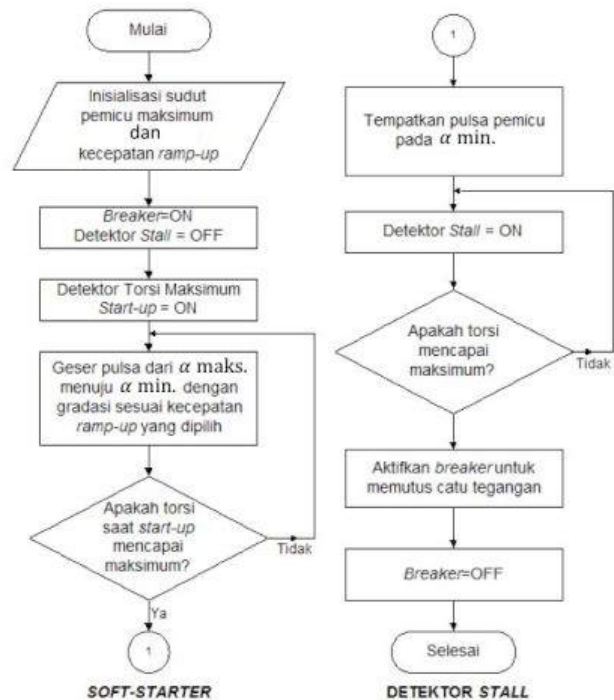 Mulai
Inisialisasi sudut
pemicu maksimum
dan
kecepatan ramp-up
Breaker=ON
Detektor Stall = OFF
Detektor Torsi Maksimum
Start-up = ON
Geser pulsa dari α maks.
menuju α min. dengan
gradasi sesuai kecepatan
ramp-up yang dipilih
Apakah torsi
saat start-up
mencapai
maksimum?
Tidak
Ya
1
SOFT-STARTER
1
Tempatkan pulsa pemicu
pada α min.
Detektor Stall = ON
Apakah torsi
mencapai
maksimum?
Tidak
Aktifkan breaker untuk
memutus catu tegangan
Breaker=OFF
Selesai
DETEKTOR STALL